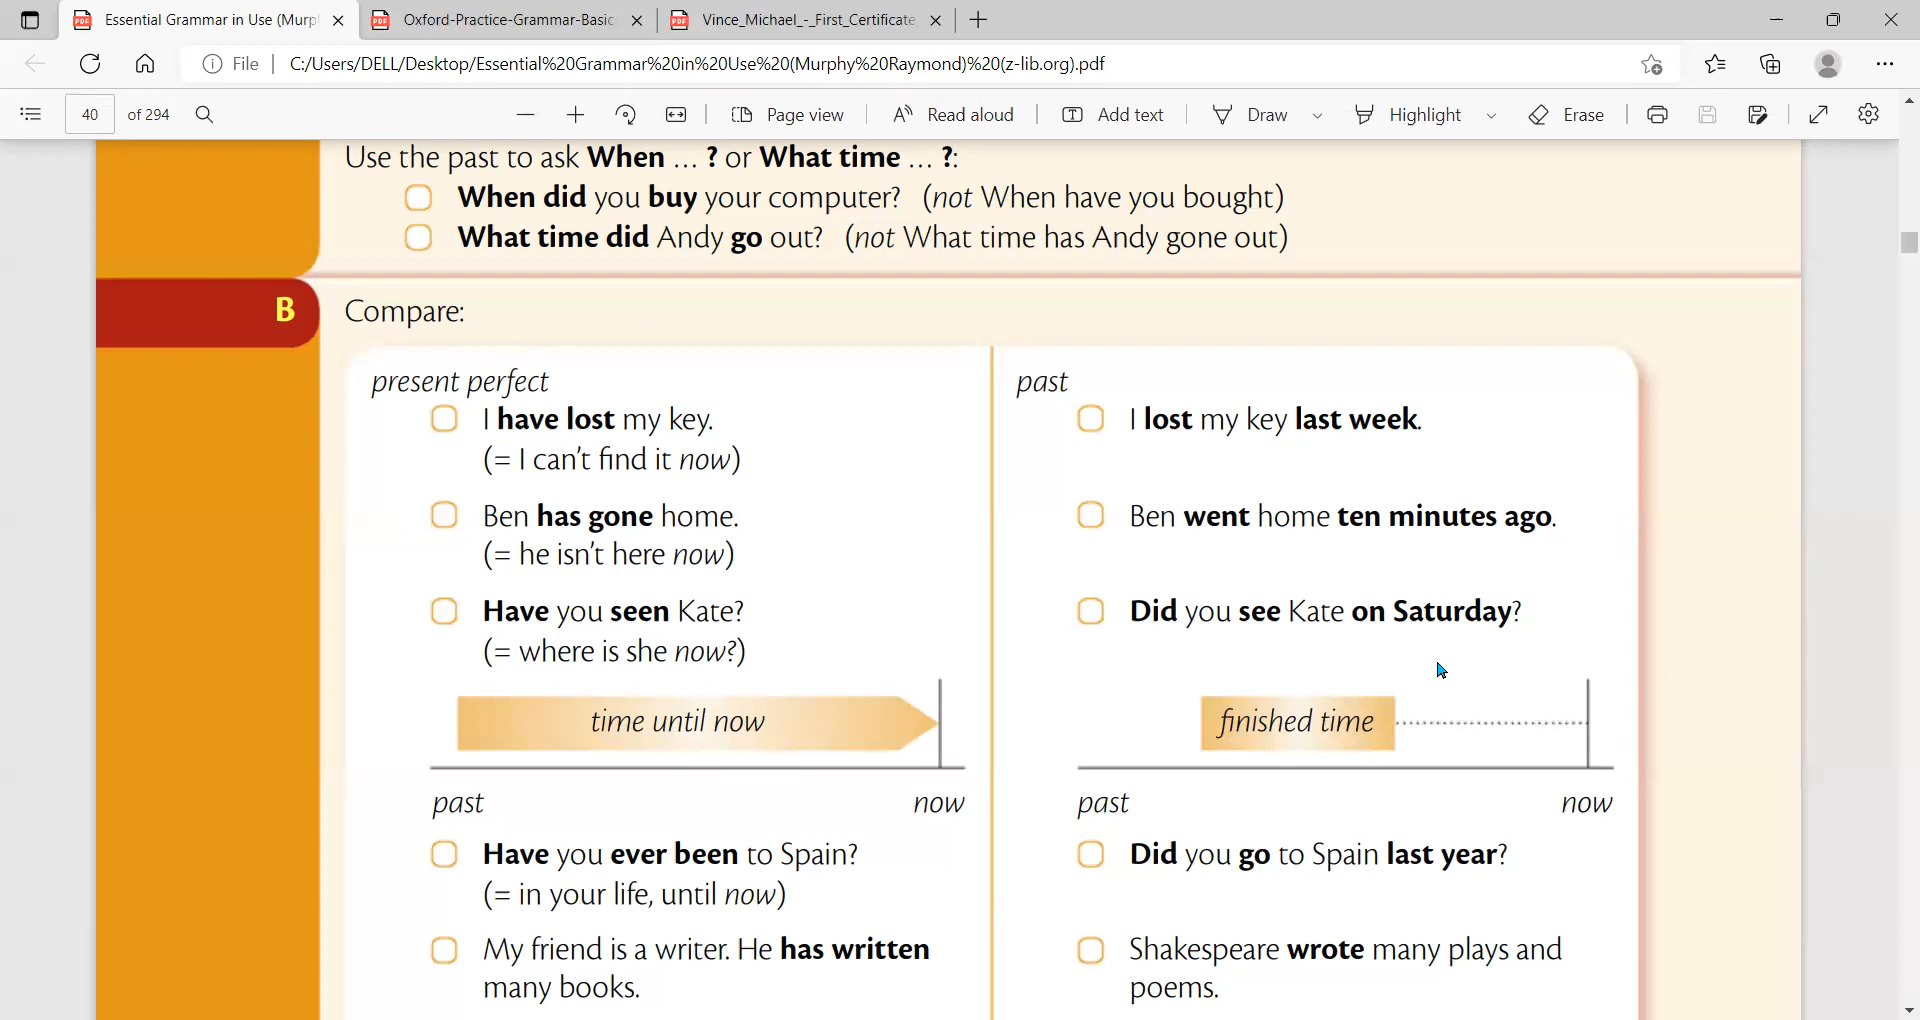 Essential Grammar in Use (Murp
Oxford-Practice-Grammar-Basic
Vince_Michael_-_First_Certificate_
File
C:/Users/DELL/Desktop/Essential%20Grammar%20in%20Use%20(Murphy%20Raymond)%20(z-lib.org).pdf
40 of 294
Page view
Read aloud
Add text
Draw
Highlight
Erase
Use the past to ask When ... ? or What time ... ?:
When did you buy your computer? (not When have you bought)
What time did Andy go out? (not What time has Andy gone out)
B
Compare:
present perfect
I have lost my key.
(= I can't find it now)
Ben has gone home.
(= he isn't here now)
Have you seen Kate?
(= where is she now?)
time until now
past now
Have you ever been to Spain?
(= in your life, until now)
My friend is a writer. He has written
many books.
past
I lost my key last week.
Ben went home ten minutes ago.
Did you see Kate on Saturday?
finished time
past now
Did you go to Spain last year?
Shakespeare wrote many plays and
poems.